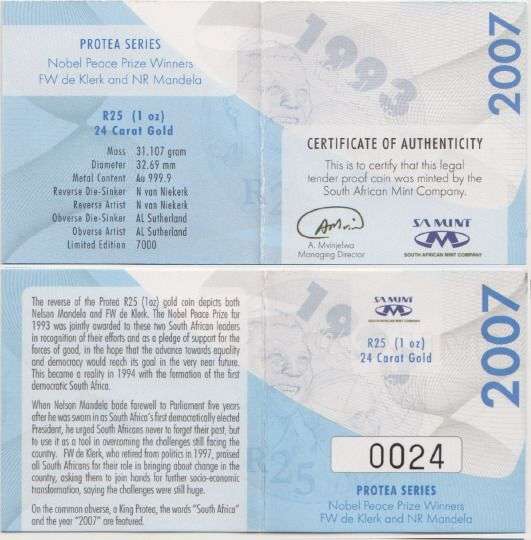 PROTEA SERIES
Nobel Peace Prize Winners
FW de Klerk and NR Mandela
R25 (1 oz)
24 Carat Gold
Mass 31.107 gram
Diameter 32.69 mm
Metal Content Au 999.9
Reverse Die-Sinker N van Niekerk
Reverse Artist N van Niekerk
Obverse Die-Sinker AL Sutherland
Obverse Artist AL Sutherland
Limited Edition 7000
1993
2007
CERTIFICATE OF AUTHENTICITY
This is to certify that this legal
tender proof coin was minted by the
South African Mint Company.
A. Mvinjelwa
Managing Director
SA MINT
SOUTH AFRICAN MINT COMPANY
The reverse of the Protea R25 (1oz) gold coin depicts both
Nelson Mandela and FW de Klerk. The Nobel Peace Prize for
1993 was jointly awarded to these two South African leaders
in recognition of their efforts and as a pledge of support for the
forces of good, in the hope that the advance towards equality
and democracy would reach its goal in the very near future.
This became a reality in 1994 with the formation of the first
democratic South Africa.
When Nelson Mandela bade farewell to Parliament five years
after he was sworn in as South Africa's first democratically elected
President, he urged South Africans never to forget their past, but
to use it as a tool in overcoming the challenges still facing the
country. FW de Klerk, who retired from politics in 1997, praised
all South Africans for their role in bringing about change in the
country, asking them to join hands for further socio-economic
transformation, saying the challenges were still huge.
On the common obverse, a King Protea, the words "South Africa"
and the year "2007" are featured.
R25
19
SA MINT
SOUTH AFRICAN MINT COMPANY
R25 (1 oz)
24 Carat Gold
2007
0024
PROTEA SERIES
Nobel Peace Prize Winners
FW de Klerk and NR Mandela